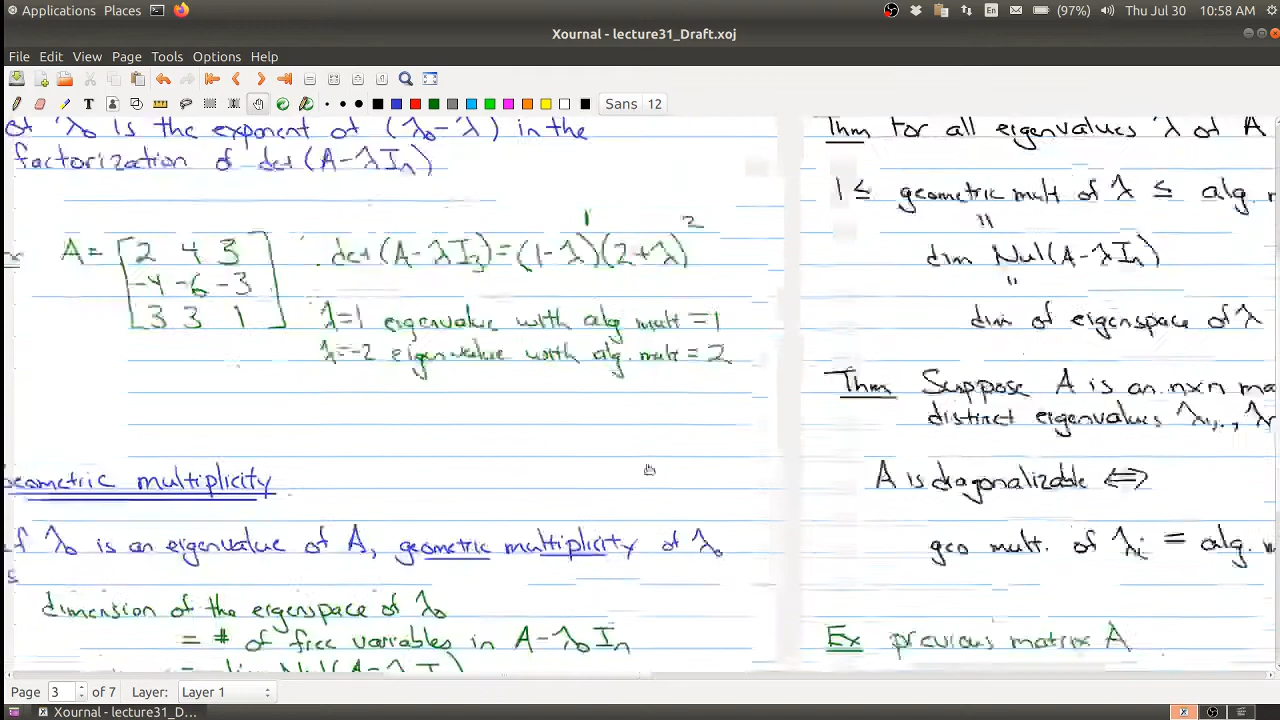 Applications Places (97%) Thu Jul 30 10:58 AM
Xournal - lecture31_Draft.xoj
File Edit View Page Tools Options Help
Sans 12
of λ₀ is the exponent of (λ₀-λ) in the
factorization of det (A-λIₙ)
A = [2 4 3
-4 -6 -3
3 3 1]
det (A-λI₃) = (1-λ)¹(2+λ)²
λ=1 eigenvalue with alg mult = 1
λ=-2 eigenvalue with alg. mult = 2
Geometric multiplicity
If λ₀ is an eigenvalue of A, geometric multiplicity of λ₀
is
dimension of the eigenspace of λ₀
= # of free variables in A-λ₀Iₙ
Thm For all eigenvalues λ of A
1 ≤ geometric mult of λ ≤ alg.
"
dim Nul(A-λIₙ)
"
dim of eigenspace of λ
Thm Suppose A is an nxn
distinct eigenvalues λ₁, ..,
A is diagonalizable ⇔
geo mult. of λᵢ = alg.
Ex previous matrix A
Page 3 of 7 Layer: Layer 1
Xournal - lecture31_D...